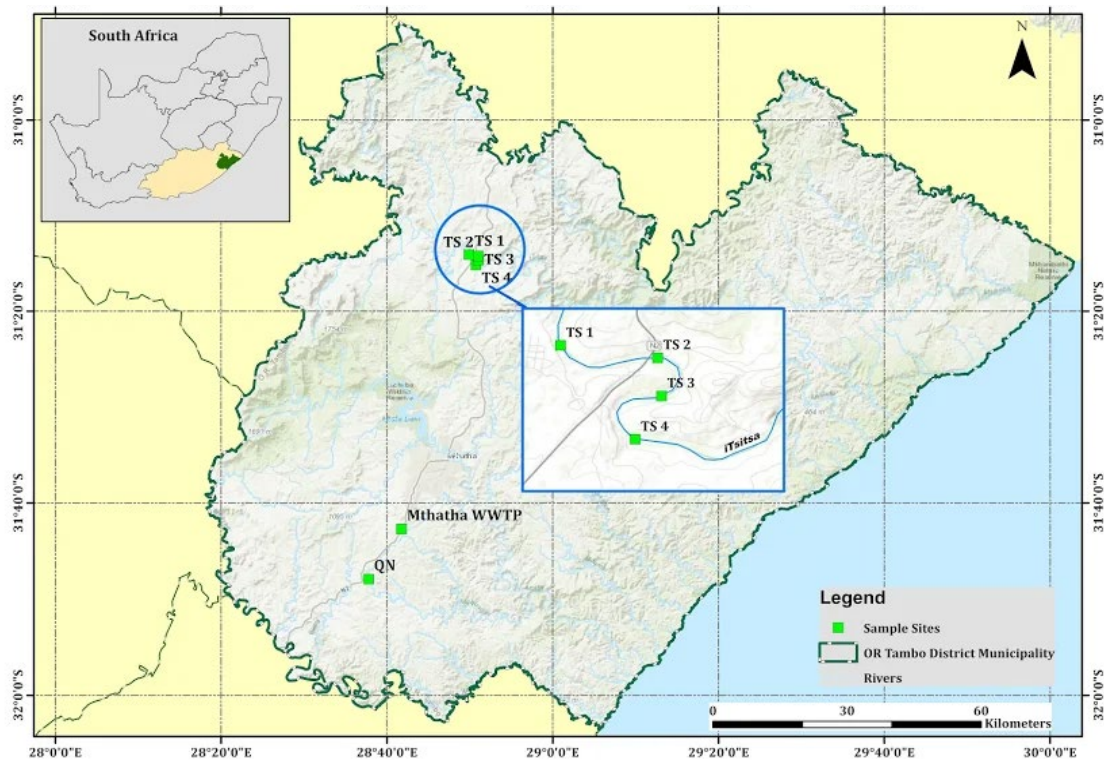 South Africa
N
31°0'0"S
31°0'0"S
TS 2
TS 1
TS 3
TS 4
31°20'0"S
31°20'0"S
TS 1
TS 2
TS 3
TS 4
iTsitsa
31°40'0"S
31°40'0"S
Mthatha WWTP
QN
Legend
Sample Sites
OR Tambo District Municipality
Rivers
32°0'0"S
32°0'0"S
0
30
60
Kilometers
28°0'0"E
28°20'0"E
28°40'0"E
29°0'0"E
29°20'0"E
29°40'0"E
30°0'0"E